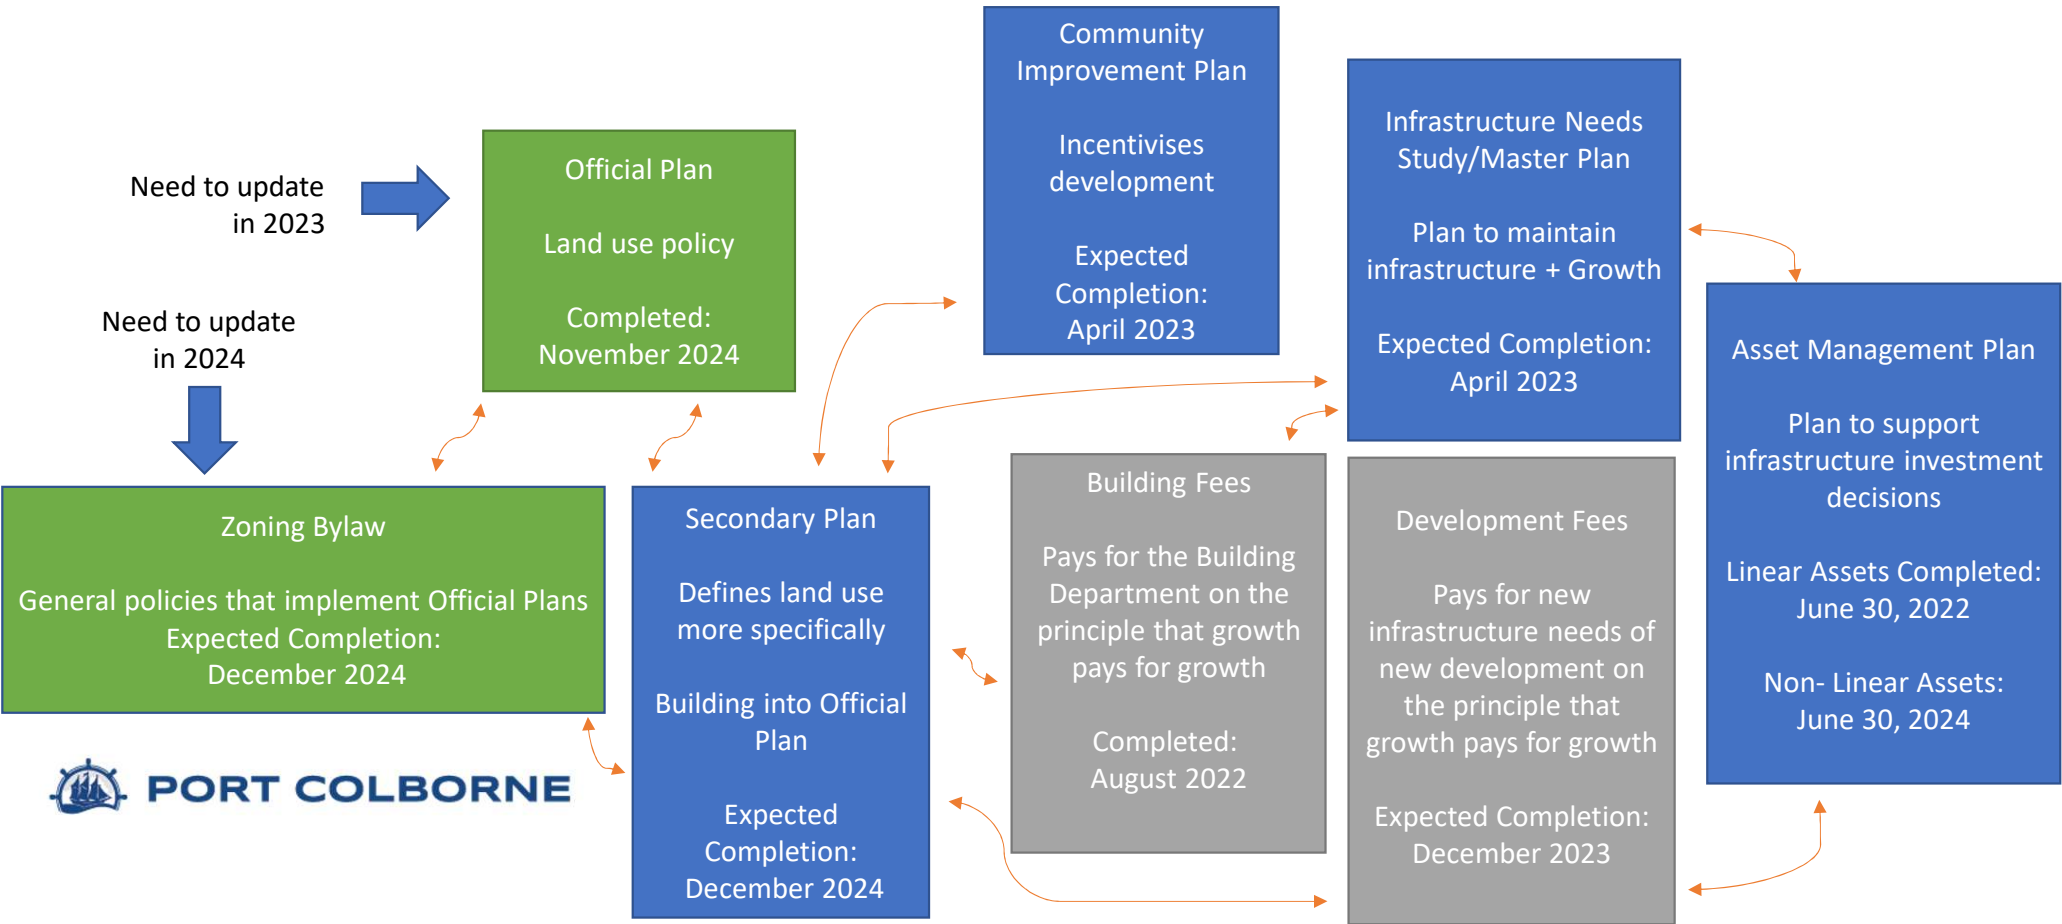 Need to update
in 2023
Need to update
in 2024
Official Plan
Land use policy
Completed:
November 2024
Zoning Bylaw
General policies that implement Official Plans
Expected Completion:
December 2024
PORT COLBORNE
Secondary Plan
Defines land use
more specifically
Building into Official
Plan
Expected
Completion:
December 2024
Community
Improvement Plan
Incentivises
development
Expected
Completion:
April 2023
Building Fees
Pays for the Building
Department on the
principle that growth
pays for growth
Completed:
August 2022
Infrastructure Needs
Study/Master Plan
Plan to maintain
infrastructure + Growth
Expected Completion:
April 2023
Development Fees
Pays for new
infrastructure needs of
new development on
the principle that
growth pays for growth
Expected Completion:
December 2023
Asset Management Plan
Plan to support
infrastructure investment
decisions
Linear Assets Completed:
June 30, 2022
Non- Linear Assets:
June 30, 2024